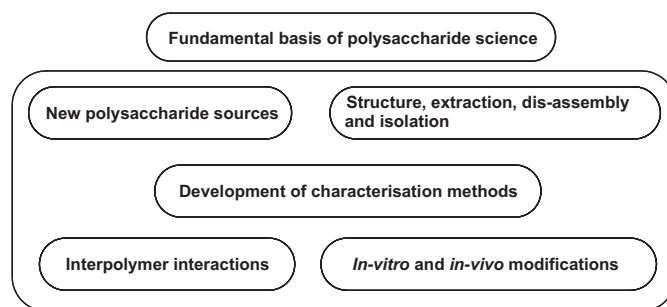 Fundamental basis of polysaccharide science
New polysaccharide sources
Structure, extraction, dis-assembly
and isolation
Development of characterisation methods
Interpolymer interactions
In-vitro and in-vivo modifications